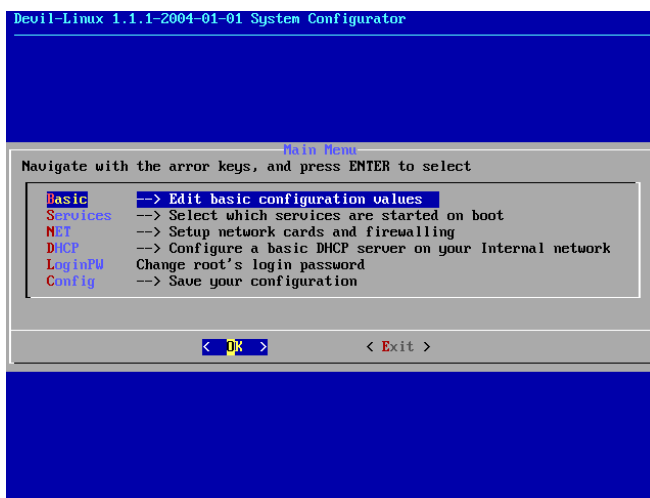 Devil-Linux 1.1.1-2004-01-01 System Configurator
Main Menu
Navigate with the arror keys, and press ENTER to select
Basic --> Edit basic configuration values
Services --> Select which services are started on boot
NET --> Setup network cards and firewalling
DHCP --> Configure a basic DHCP server on your Internal network
LoginPW Change root's login password
Config --> Save your configuration
< OK > < Exit >